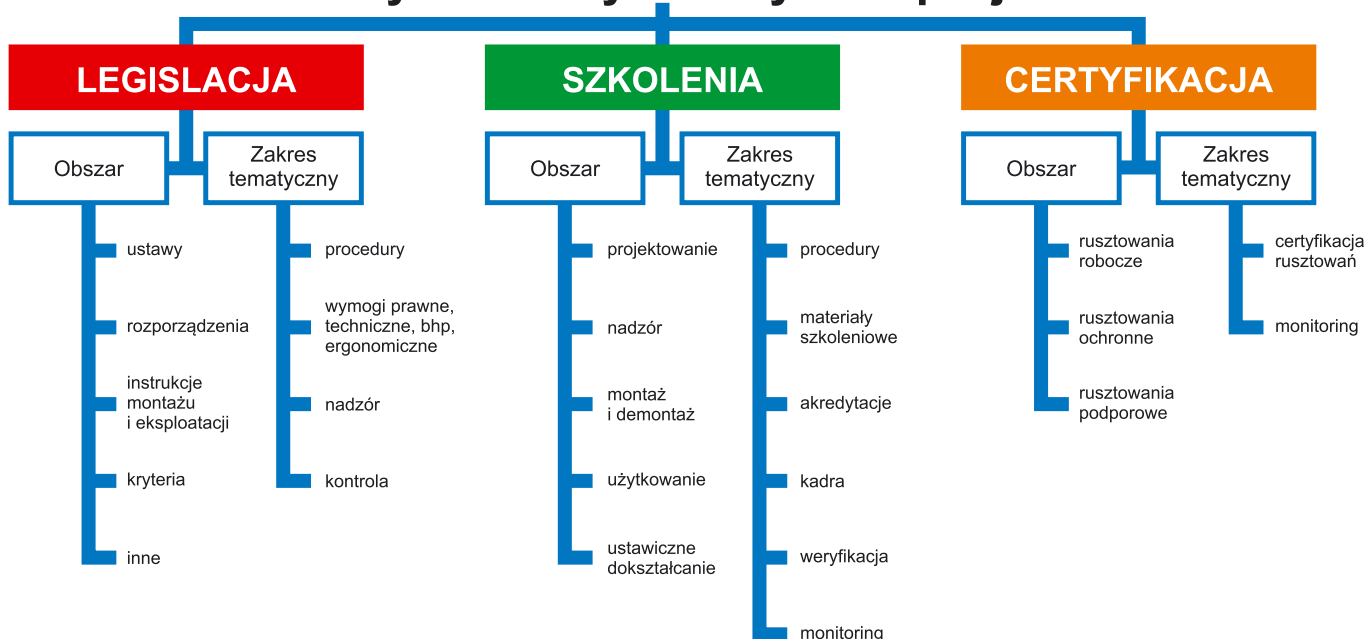 LEGISLACJA
Obszar
Zakres
tematyczny
ustawy
rozporządzenia
instrukcje
montażu
i eksploatacji
kryteria
inne
procedury
wymogi prawne,
techniczne, bhp,
ergonomiczne
nadzór
kontrola
SZKOLENIA
Obszar
Zakres
tematyczny
projektowanie
nadzór
montaż
i demontaż
użytkowanie
ustawiczne
dokształcanie
procedury
materiały
szkoleniowe
akredytacje
kadra
weryfikacja
monitoring
CERTYFIKACJA
Obszar
Zakres
tematyczny
rusztowania
robocze
rusztowania
ochronne
rusztowania
podporowe
certyfikacja
rusztowań
monitoring